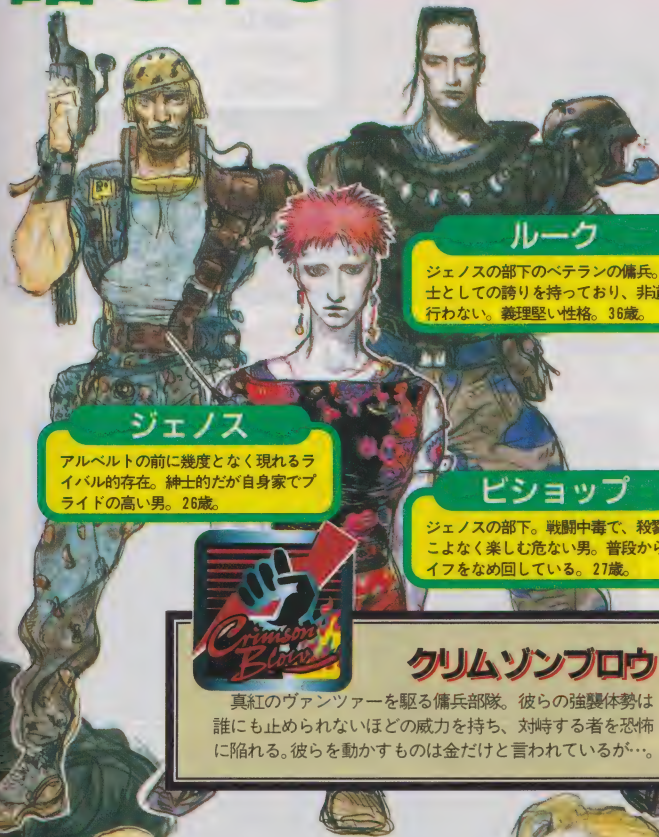 ルーク
ジェノスの部下のベテランの傭兵。
士としての誇りを持っており、非道
行わない。義理堅い性格。36歳。
ジェノス
アルベルトの前に幾度となく現れるラ
イバル的存在。紳士的だが自身家でプ
ライドの高い男。26歳。
ビショップ
ジェノスの部下。戦闘中毒で、殺戮
こよなく楽しむ危ない男。普段から
イフをなめ回している。27歳。
Crimson
Blow
クリムゾンブロウ
真紅のヴァンツァーを駆る傭兵部隊。彼らの強襲体勢は
誰にも止められないほどの威力を持ち、対峙する者を恐怖
に陥れる。彼らを動かすものは金だけと言われているが…。